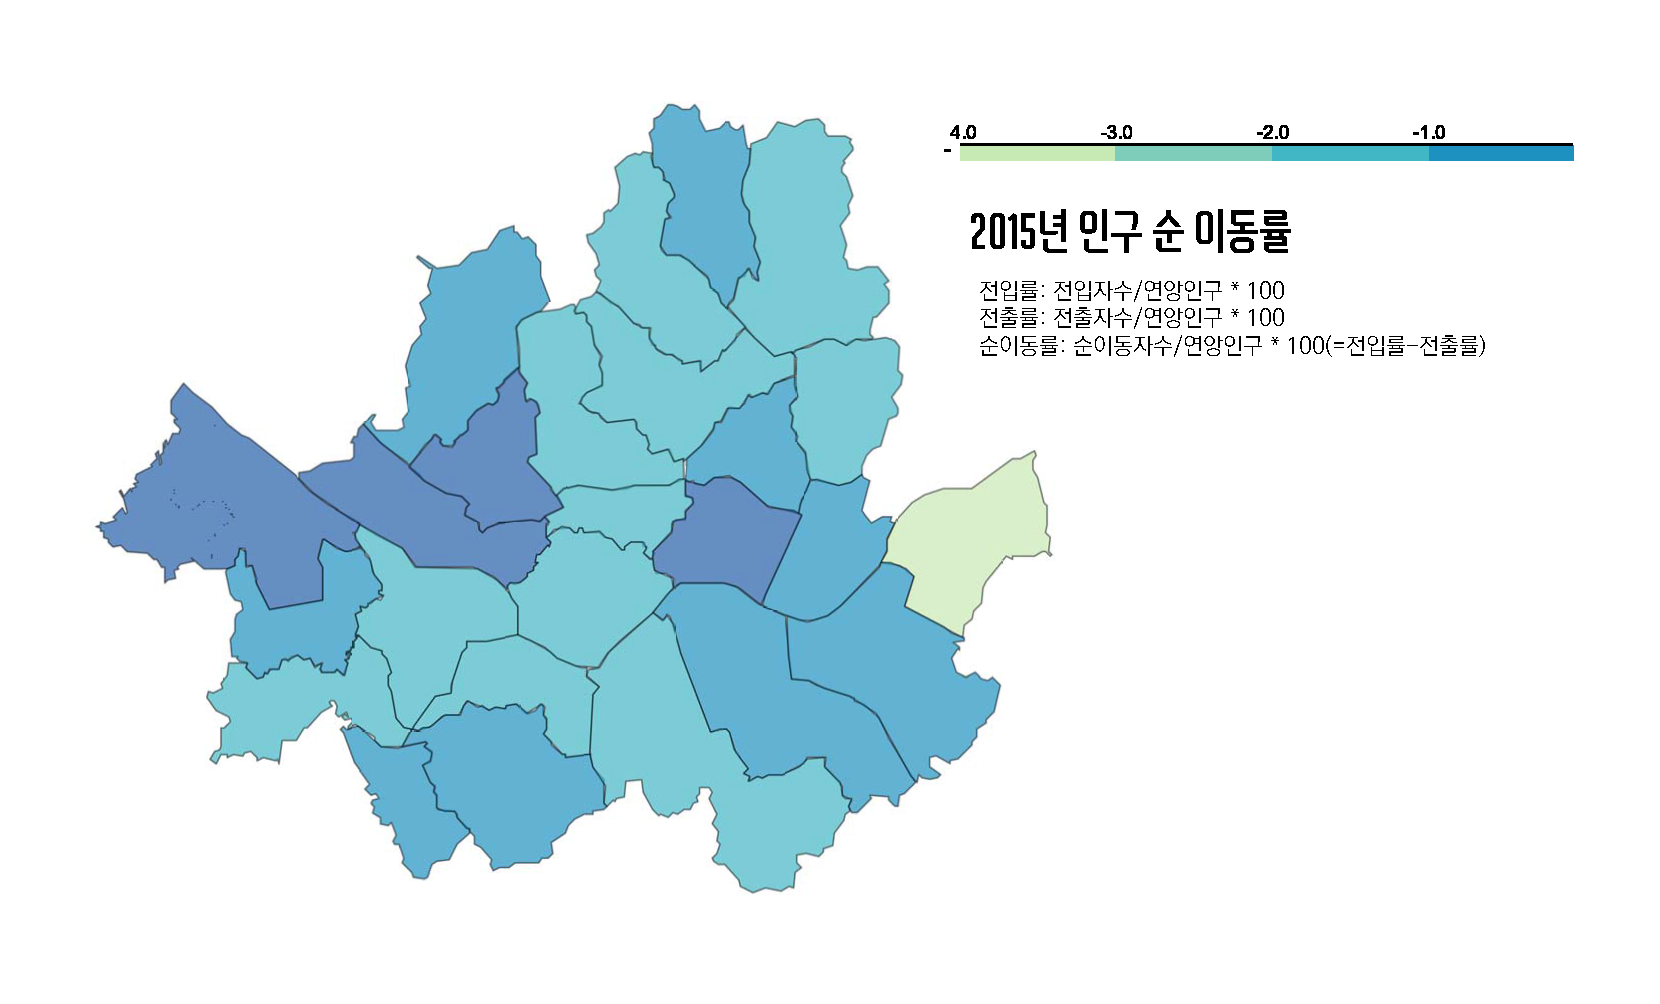 4.0 -3.0 -2.0 -1.0
-
2015년 인구 순 이동률
전입률: 전입자수/연앙인구 * 100
전출률: 전출자수/연앙인구 * 100
순이동률: 순이동자수/연앙인구 * 100(=전입률-전출률)